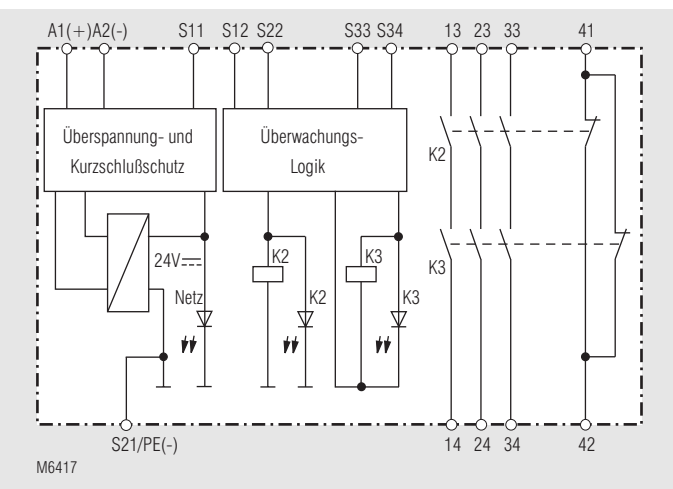 A1(+) A2(-) S11 S12 S22 S33 S34 13 23 33 41
Überspannung- und
Kurzschlußschutz
Überwachungs-
Logik
K2
K3
24V
K2
K3
Netz
K2
K3
S21/PE(-) 14 24 34 42
M6417